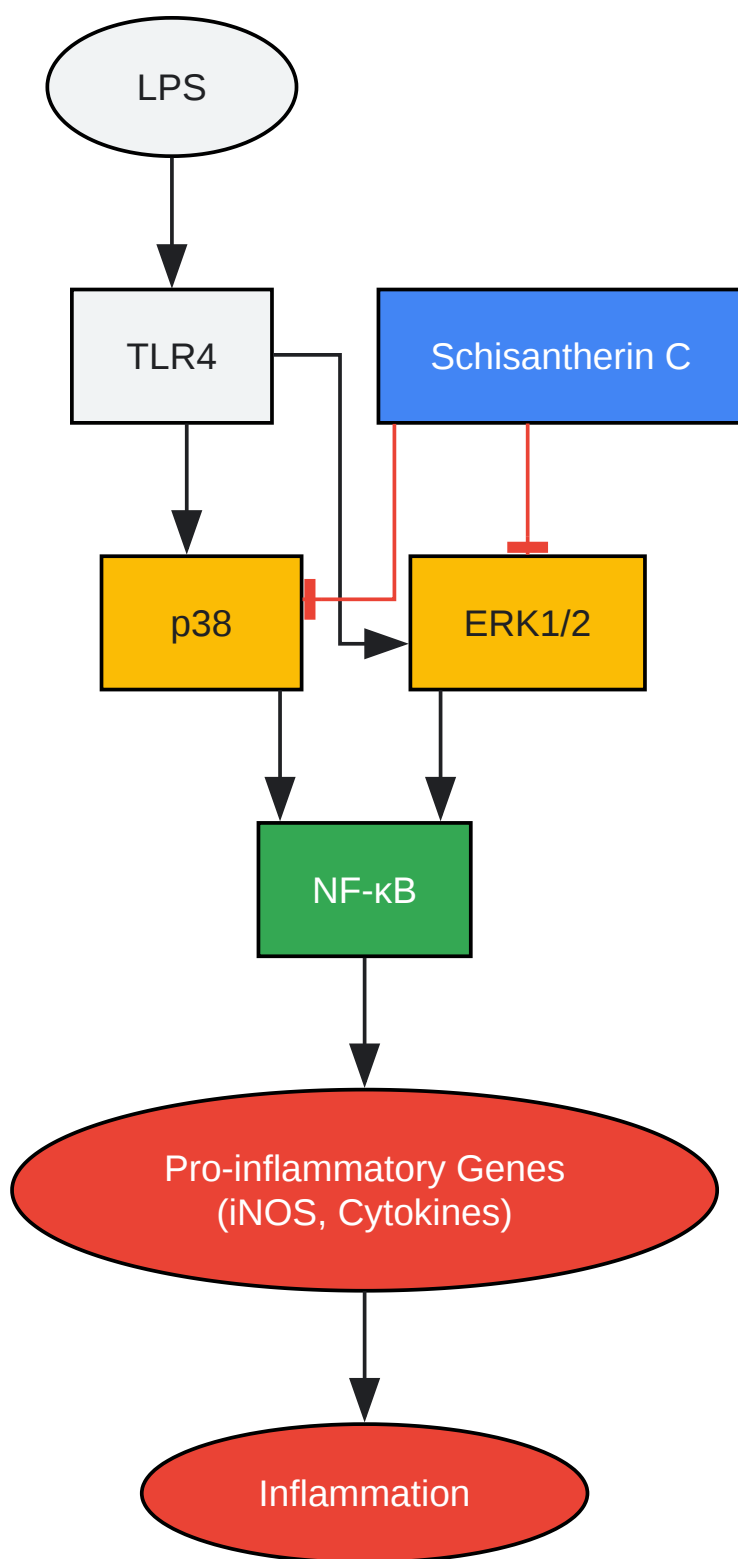 LPS
TLR4
Schisantherin C
p38
ERK1/2
NF-κB
Pro-inflammatory Genes
(iNOS, Cytokines)
Inflammation